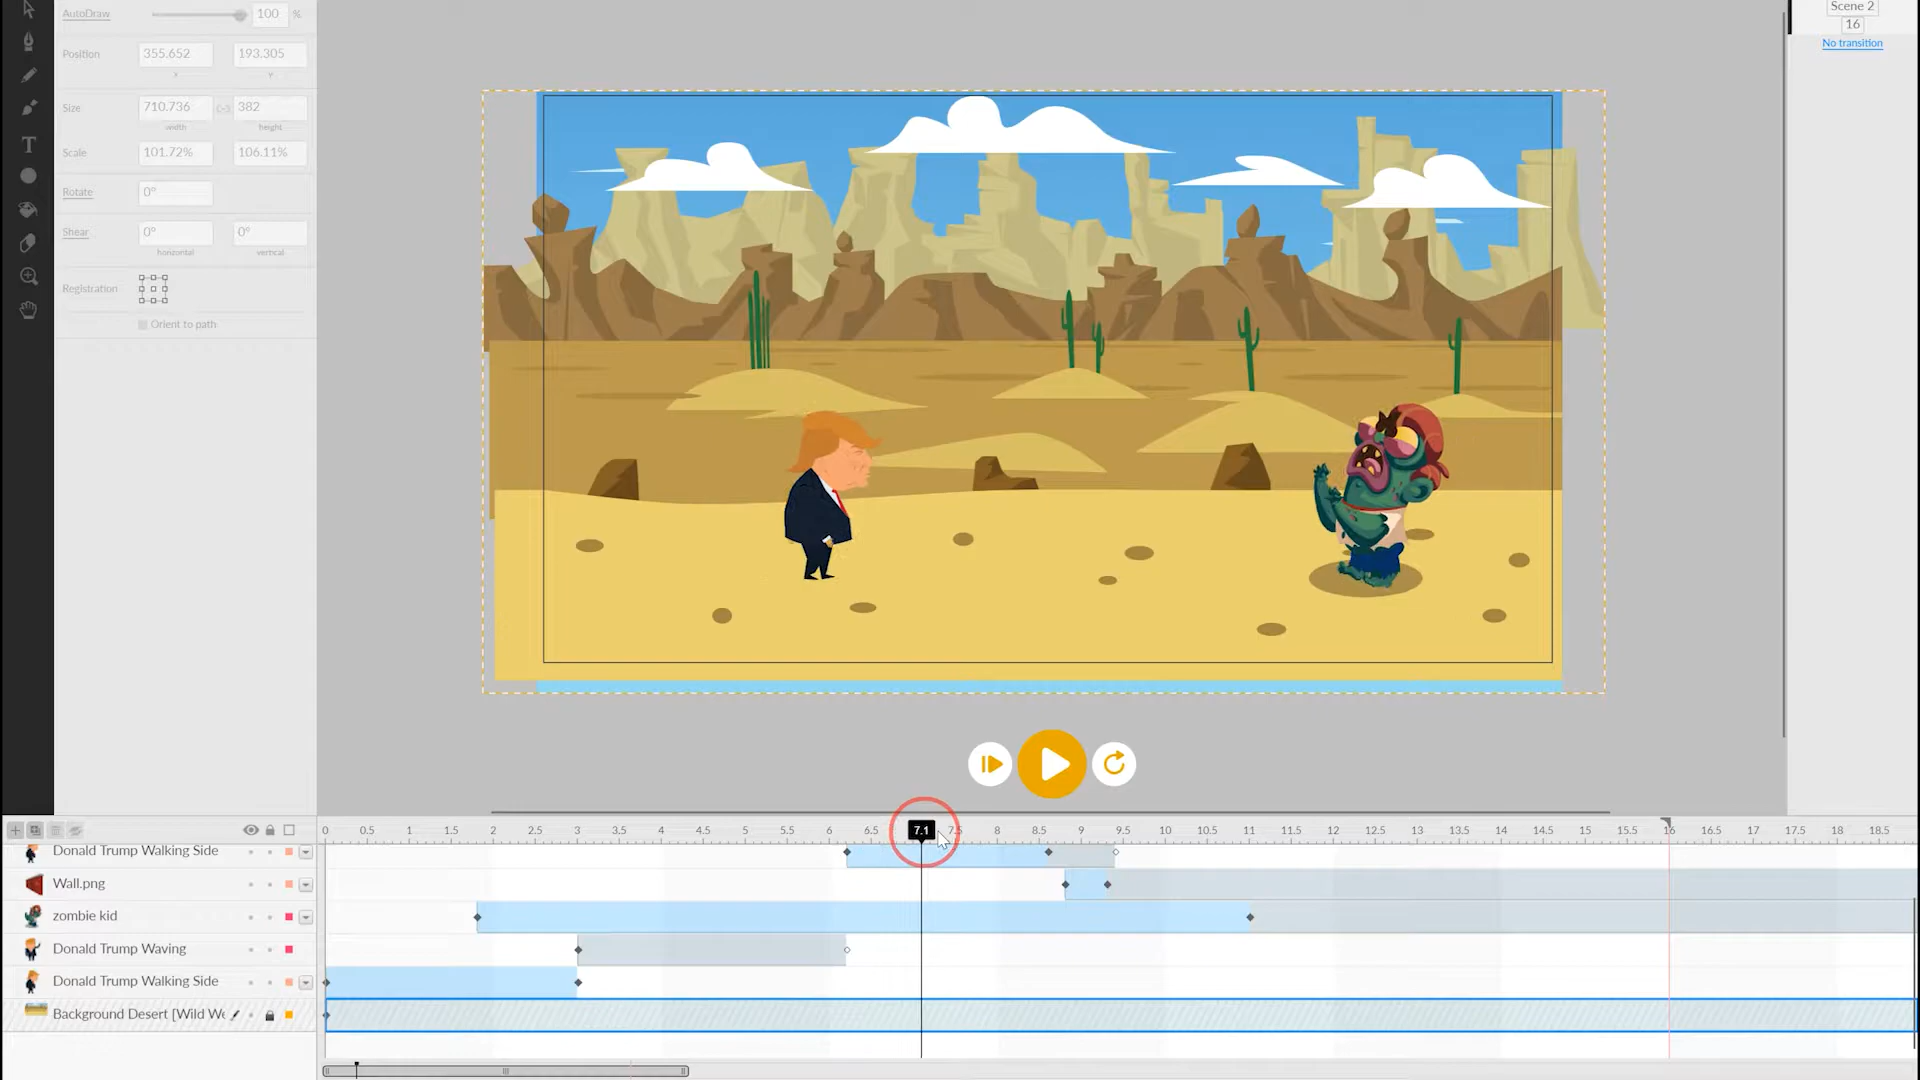 AutoDraw 100 %
Position 355.652 193.305
X Y
Size 710.736 382
width height
Scale 101.72% 106.11%
Rotate 0°
Shear 0° 0°
horizontal vertical
Registration
Orient to path
T
Scene 2
16
No transition
0 0.5 1 1.5 2 2.5 3 3.5 4 4.5 5 5.5 6 6.5 7.1 7.5 8 8.5 9 9.5 10 10.5 11 11.5 12 12.5 13 13.5 14 14.5 15 15.5 16 16.5 17 17.5 18 18.5
Donald Trump Walking Side
Wall.png
zombie kid
Donald Trump Waving
Donald Trump Walking Side
Background Desert [Wild We